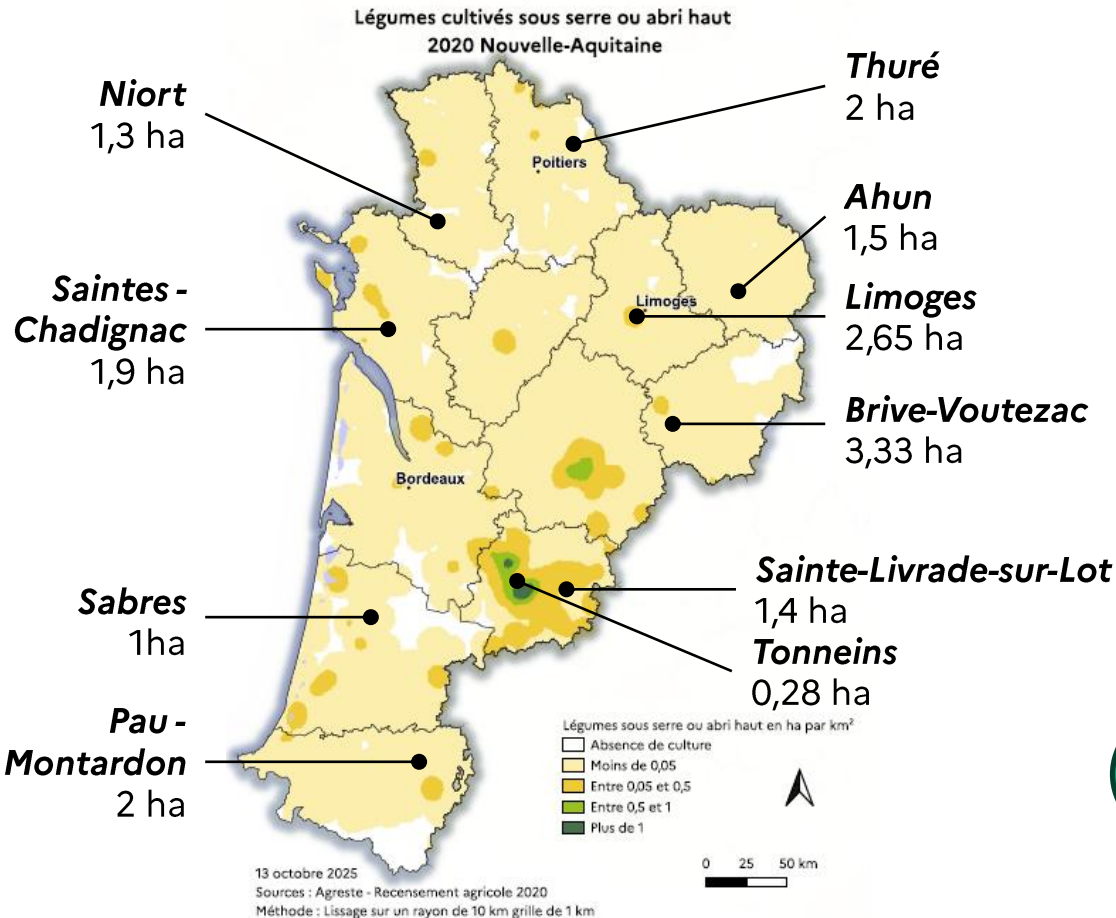 Légumes cultivés sous serre ou abri haut
2020 Nouvelle-Aquitaine
Niort
1,3 ha
Thuré
2 ha
Poitiers
Ahun
1,5 ha
Saintes -
Chadignac
1,9 ha
Limoges
Limoges
2,65 ha
Brive-Voutezac
3,33 ha
Bordeaux
Sabres
1ha
Sainte-Livrade-sur-Lot
1,4 ha
Tonneins
0,28 ha
Pau -
Montardon
2 ha
Légumes sous serre ou abri haut en ha par km²
Absence de culture
Moins de 0,05
Entre 0,05 et 0,5
Entre 0,5 et 1
Plus de 1
0 25 50 km
13 octobre 2025
Sources : Agreste - Recensement agricole 2020
Méthode : Lissage sur un rayon de 10 km grille de 1 km